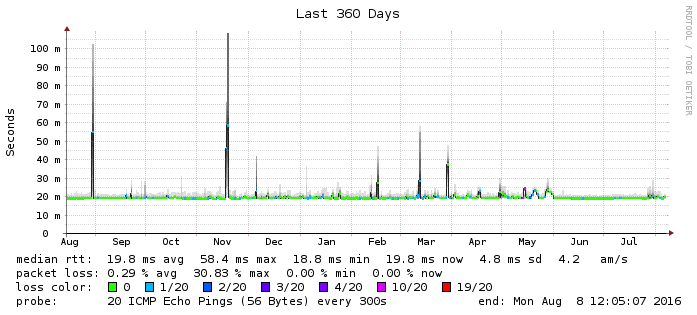 Last 360 Days
RRDTOOL / TOBI OETIKER
Seconds
100 m
90 m
80 m
70 m
60 m
50 m
40 m
30 m
20 m
10 m
0
Aug Sep Oct Nov Dec Jan Feb Mar Apr May Jun Jul
median rtt: 19.8 ms avg 58.4 ms max 18.8 ms min 19.8 ms now 4.8 ms sd 4.2 am/s
packet loss: 0.29 % avg 30.83 % max 0.00 % min 0.00 % now
loss color: 0 1/20 2/20 3/20 4/20 10/20 19/20
probe: 20 ICMP Echo Pings (56 Bytes) every 300s end: Mon Aug 8 12:05:07 2016